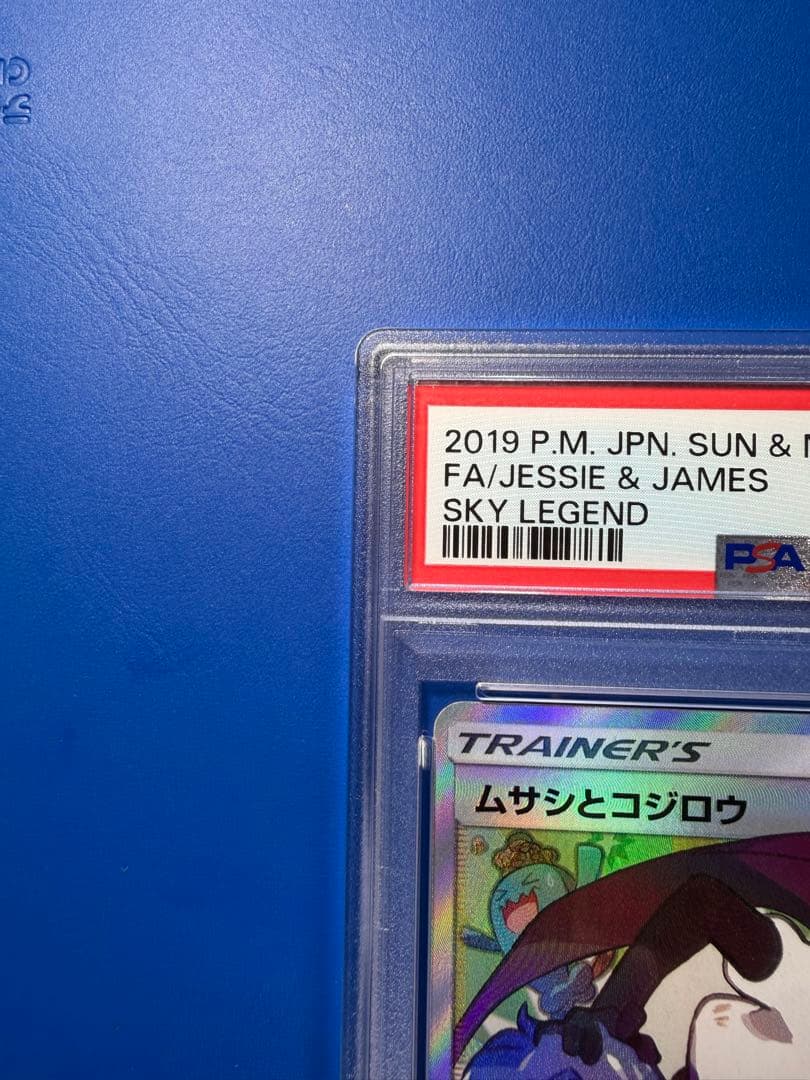 2019 P.M. JPN. SUN &
FA/JESSIE & JAMES
SKY LEGEND
PSA
TRAINER'S
ムサシとコジロウ